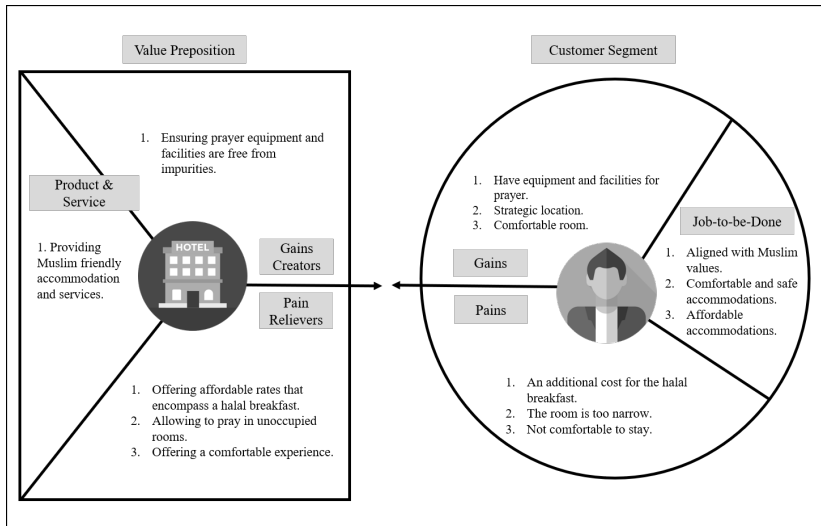 Value Preposition
1. Ensuring prayer equipment and
facilities are free from
impurities.
Product &
Service
1. Providing
Muslim friendly
accommodation
and services.
HOTEL
Gains
Creators
Pain
Relievers
1. Offering affordable rates that
encompass a halal breakfast.
2. Allowing to pray in unoccupied
rooms.
3. Offering a comfortable experience.
Customer Segment
1. Have equipment and facilities for
prayer.
2. Strategic location.
3. Comfortable room.
Gains
Pains
Job-to-be-Done
1. Aligned with Muslim
values.
2. Comfortable and safe
accommodations.
3. Affordable
accommodations.
1. An additional cost for the halal
breakfast.
2. The room is too narrow.
3. Not comfortable to stay.